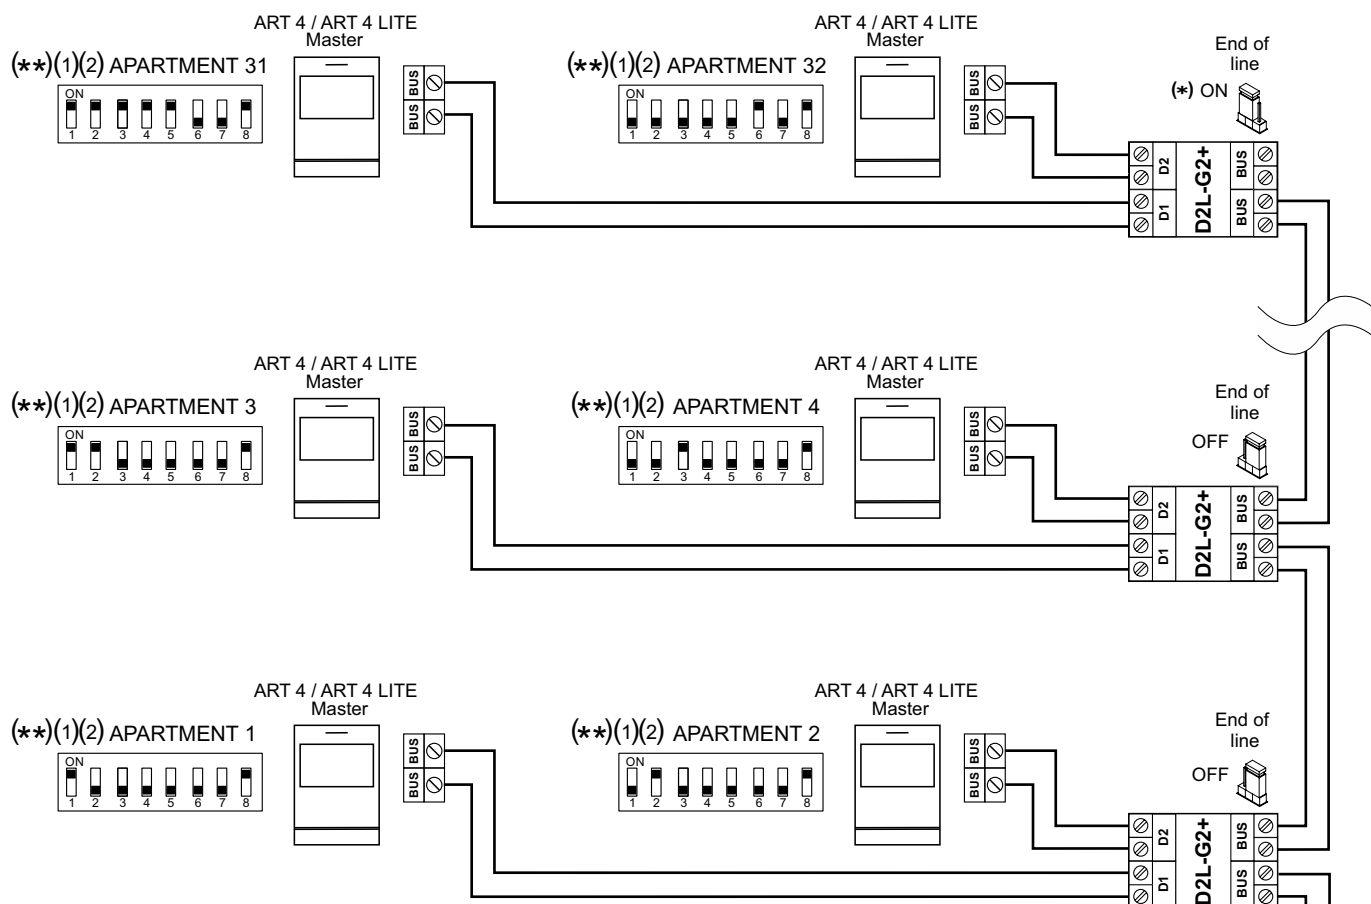 ART 4 / ART 4 LITE
Master
(**)(1)(2) APARTMENT 31
ON
1 2 3 4 5 6 7 8
BUS
BUS
ART 4 / ART 4 LITE
Master
(**)(1)(2) APARTMENT 32
ON
1 2 3 4 5 6 7 8
BUS
BUS
End of
line
(*) ON
D2
D1
D2L-G2+
BUS
BUS
ART 4 / ART 4 LITE
Master
(**)(1)(2) APARTMENT 3
ON
1 2 3 4 5 6 7 8
BUS
BUS
ART 4 / ART 4 LITE
Master
(**)(1)(2) APARTMENT 4
ON
1 2 3 4 5 6 7 8
BUS
BUS
End of
line
OFF
D2
D1
D2L-G2+
BUS
BUS
ART 4 / ART 4 LITE
Master
(**)(1)(2) APARTMENT 1
ON
1 2 3 4 5 6 7 8
BUS
BUS
ART 4 / ART 4 LITE
Master
(**)(1)(2) APARTMENT 2
ON
1 2 3 4 5 6 7 8
BUS
BUS
End of
line
OFF
D2
D1
D2L-G2+
BUS
BUS